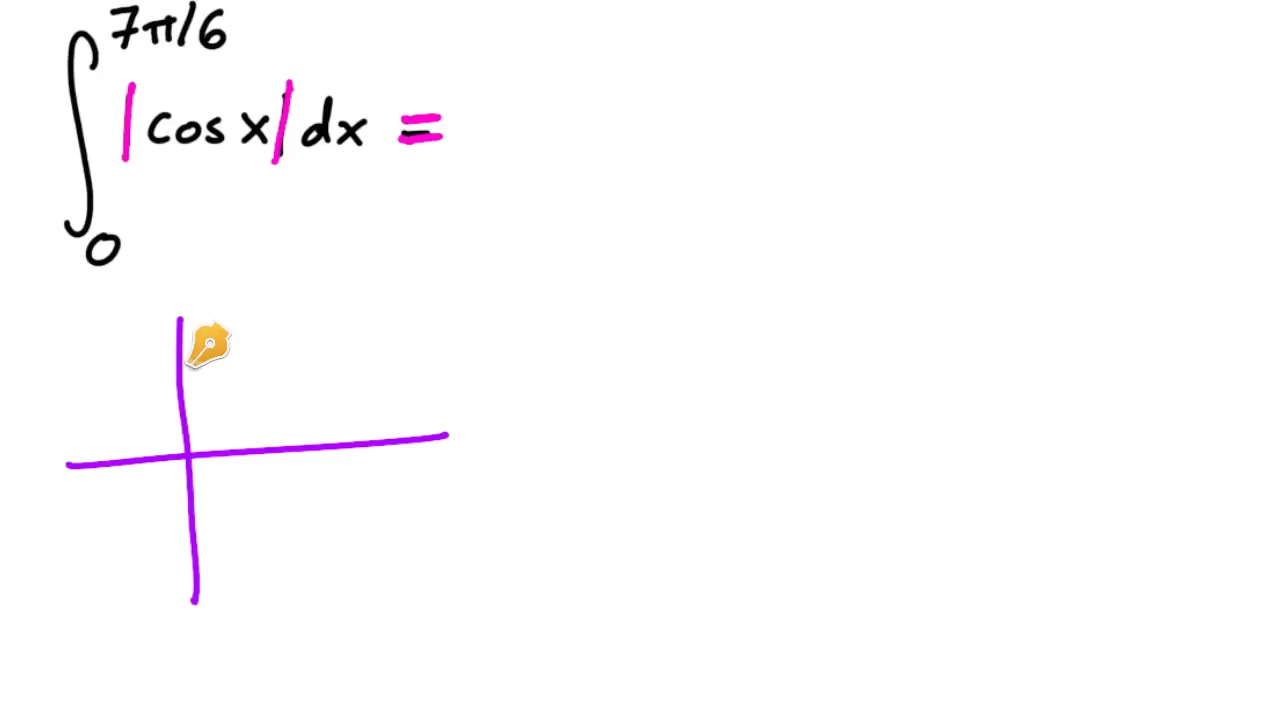 ∫₀^{7π/6} |cos x| dx =